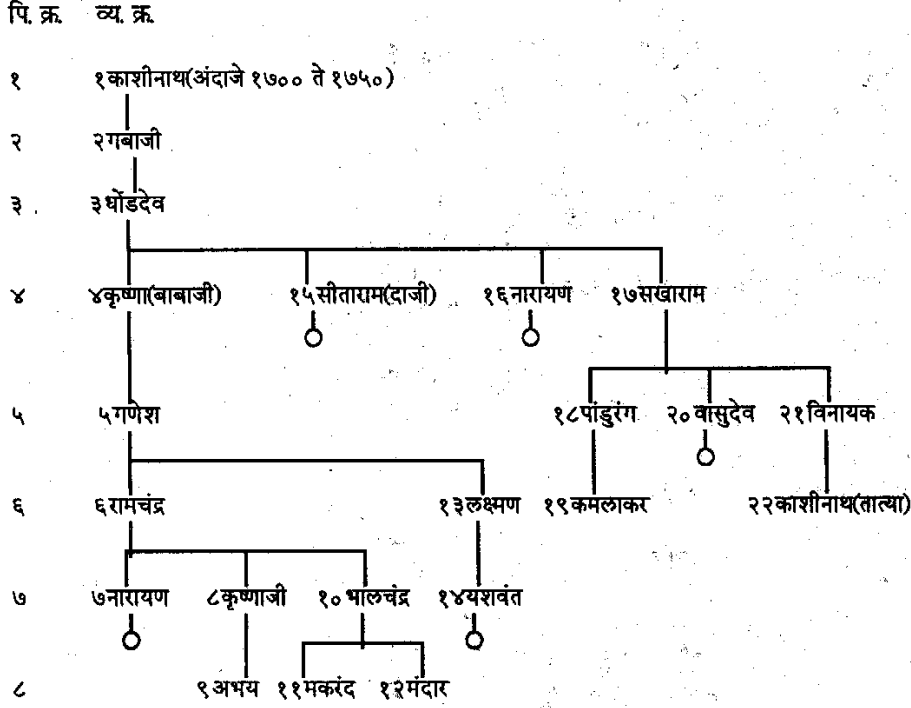 पि. क्र. व्य. क्र.
१ १काशीनाथ(अंदाजे १७०० ते १७५०)
२ २गबाजी
३ ३धोंडदेव
४ ४कृष्णा(बाबाजी) १५सीताराम(दाजी) १६नारायण १७सखाराम
५ ५गणेश १८पांडुरंग २०वासुदेव २१विनायक
६ ६रामचंद्र १३लक्ष्मण १९कमलाकर २२काशीनाथ(तात्या)
७ ७नारायण ८कृष्णाजी १०भालचंद्र १४यशवंत
८ ९अभय ११मकरंद १२मंदार